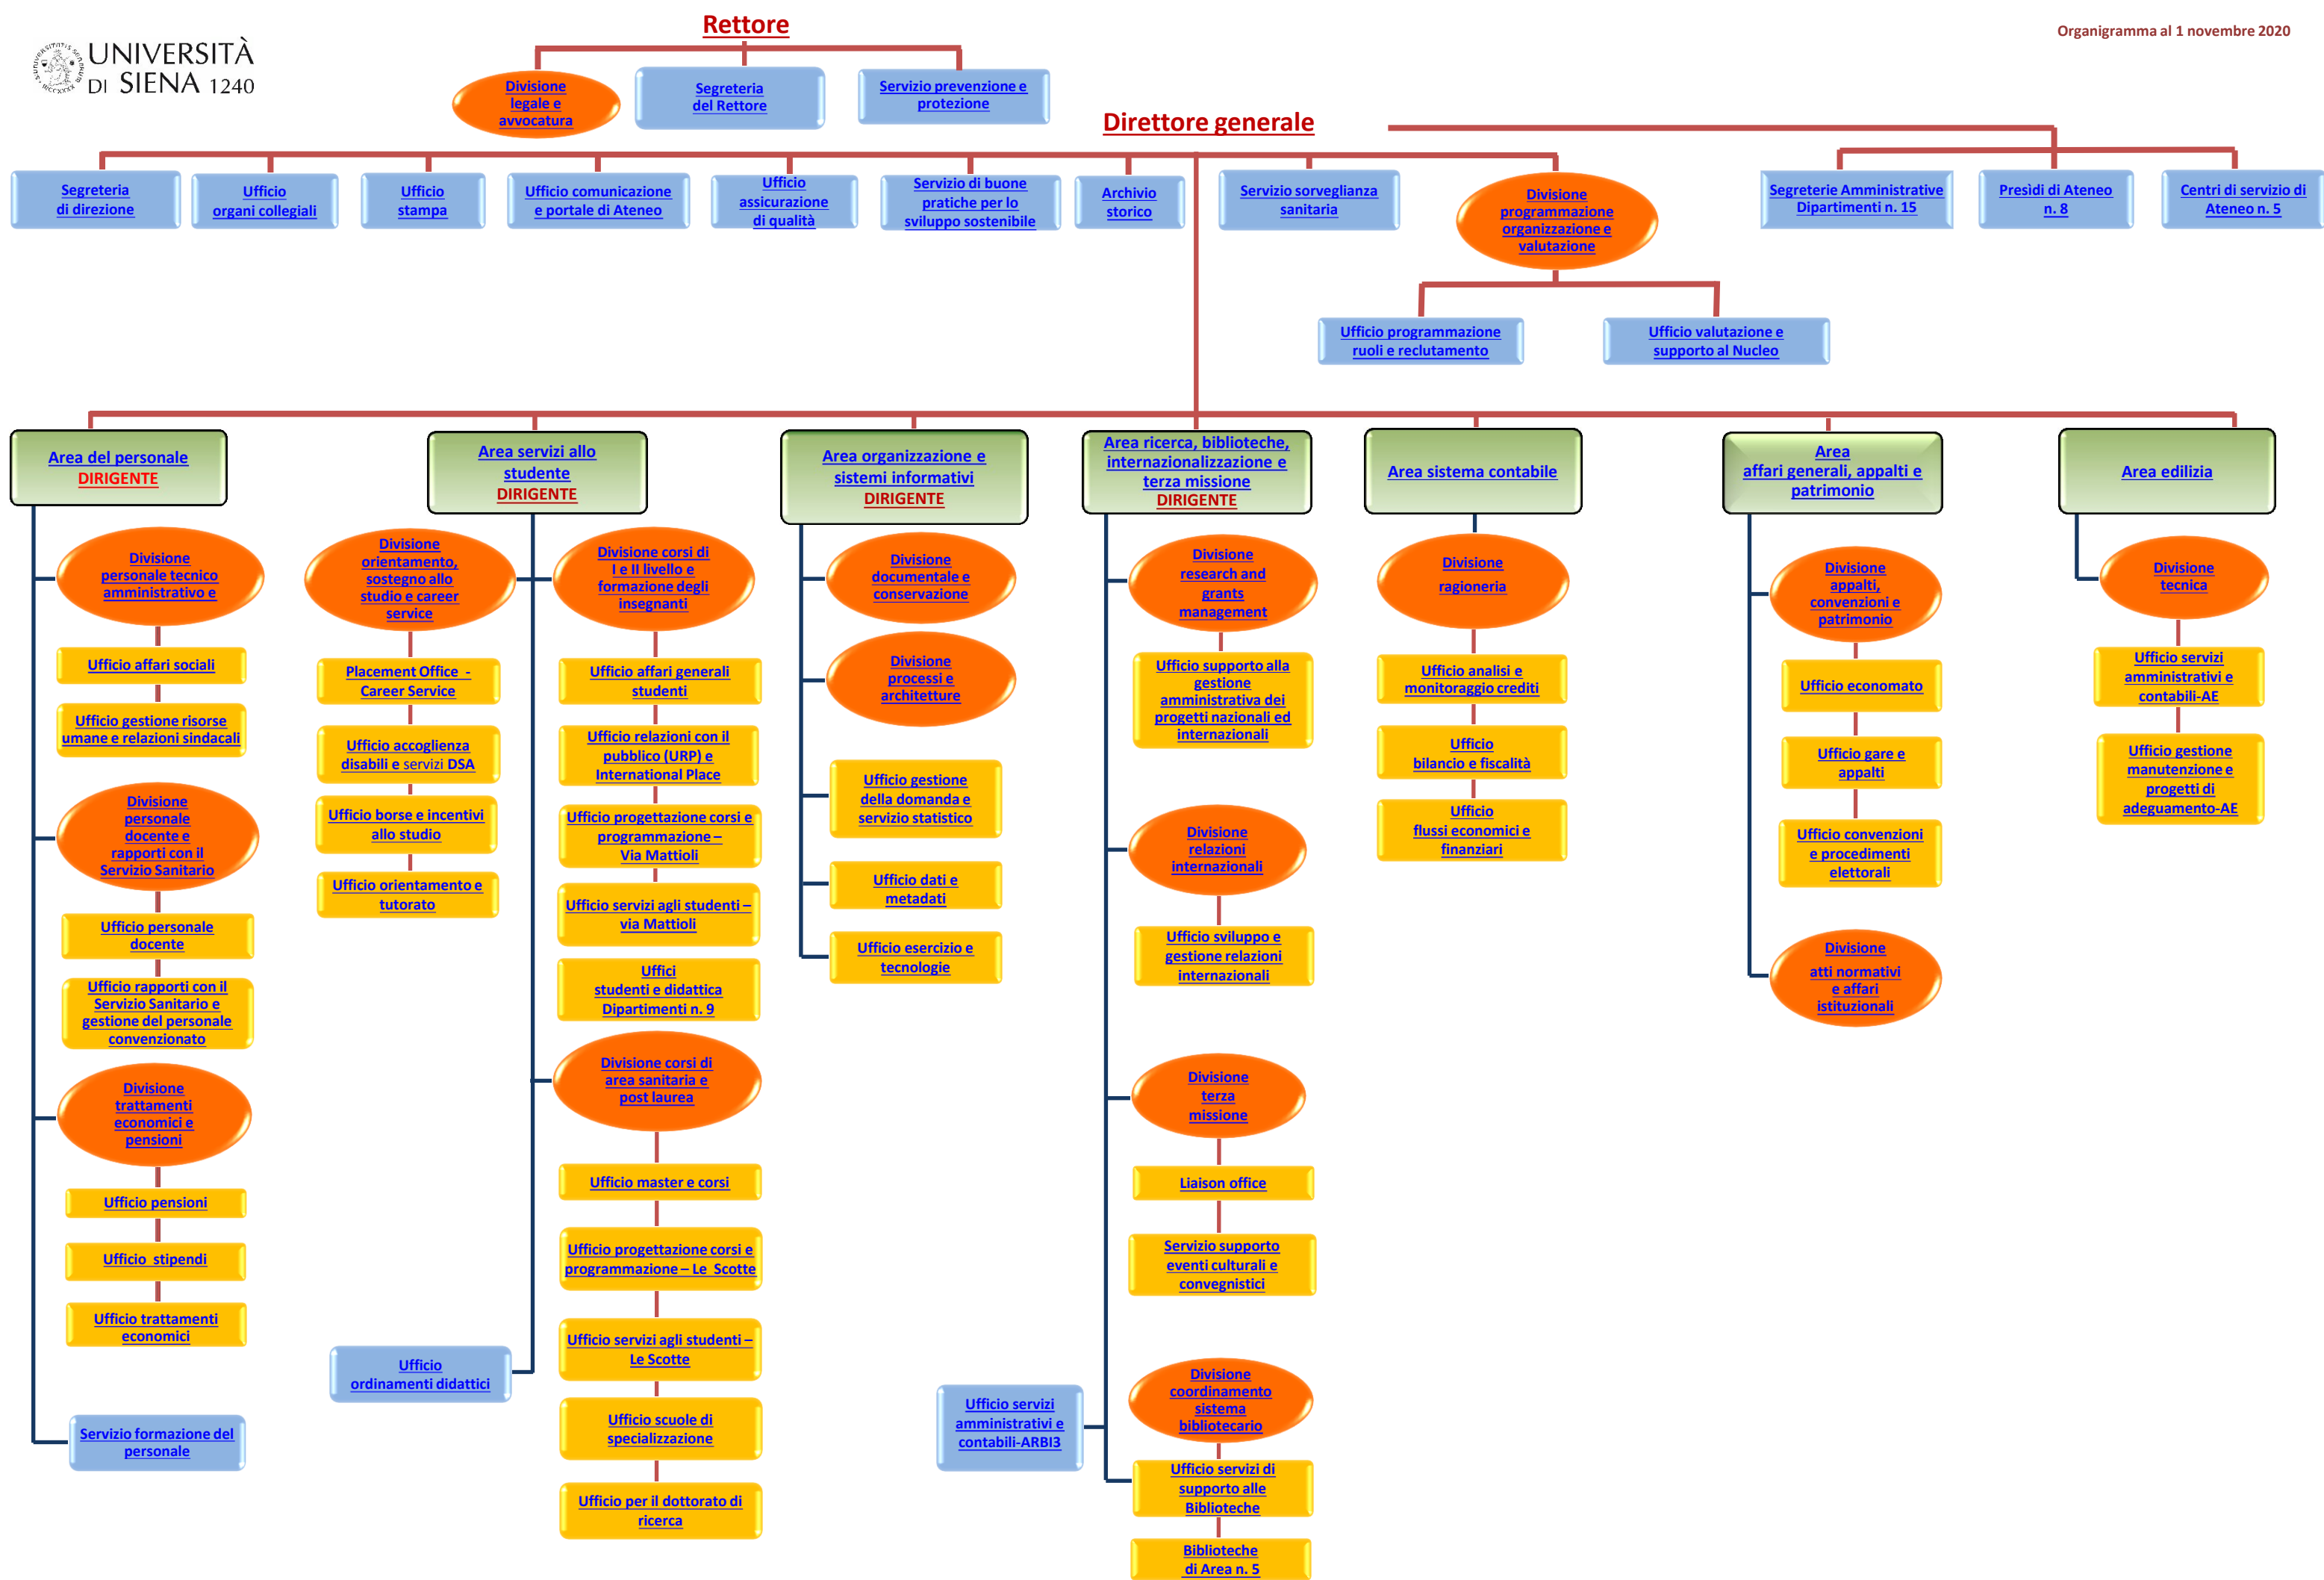 Rettore
Organigramma al 1 novembre 2020
UNIVERSITÀ
DI SIENA 1240
Divisione
legale e
avvocatura
Segreteria
del Rettore
Servizio prevenzione e
protezione
Direttore generale
Segreteria
di direzione
Ufficio
organi collegiali
Ufficio
stampa
Ufficio comunicazione
e portale di Ateneo
Ufficio
assicurazione
di qualità
Servizio di buone
pratiche per lo
sviluppo sostenibile
Archivio
storico
Servizio sorveglianza
sanitaria
Divisione
programmazione
organizzazione e
valutazione
Segreterie Amministrative
Dipartimenti n. 15
Presìdi di Ateneo
n. 8
Centri di servizio di
Ateneo n. 5
Ufficio programmazione
ruoli e reclutamento
Ufficio valutazione e
supporto al Nucleo
Area del personale
DIRIGENTE
Divisione
personale tecnico
amministrativo e
Ufficio affari sociali
Ufficio gestione risorse
umane e relazioni sindacali
Divisione
personale
docente e
rapporti con il
Servizio Sanitario
Ufficio personale
docente
Ufficio rapporti con il
Servizio Sanitario e
gestione del personale
convenzionato
Divisione
trattamenti
economici e
pensioni
Ufficio pensioni
Ufficio stipendi
Ufficio trattamenti
economici
Servizio formazione del
personale
Area servizi allo
studente
DIRIGENTE
Divisione
orientamento,
sostegno allo
studio e career
service
Placement Office -
Career Service
Ufficio accoglienza
disabili e servizi DSA
Ufficio borse e incentivi
allo studio
Ufficio orientamento e
tutorato
Ufficio
ordinamenti didattici
Divisione corsi di
I e II livello e
formazione degli
insegnanti
Ufficio affari generali
studenti
Ufficio relazioni con il
pubblico (URP) e
International Place
Ufficio progettazione corsi e
programmazione –
Via Mattioli
Ufficio servizi agli studenti –
via Mattioli
Uffici
studenti e didattica
Dipartimenti n. 9
Divisione corsi di
area sanitaria e
post laurea
Ufficio master e corsi
Ufficio progettazione corsi e
programmazione – Le Scotte
Ufficio servizi agli studenti –
Le Scotte
Ufficio scuole di
specializzazione
Ufficio per il dottorato di
ricerca
Area organizzazione e
sistemi informativi
DIRIGENTE
Divisione
documentale e
conservazione
Divisione
processi e
architetture
Ufficio gestione
della domanda e
servizio statistico
Ufficio dati e
metadati
Ufficio esercizio e
tecnologie
Area ricerca, biblioteche,
internazionalizzazione e
terza missione
DIRIGENTE
Divisione
research and
grants
management
Ufficio supporto alla
gestione
amministrativa dei
progetti nazionali ed
internazionali
Divisione
relazioni
internazionali
Ufficio sviluppo e
gestione relazioni
internazionali
Divisione
terza
missione
Liaison office
Servizio supporto
eventi culturali e
convegnistici
Ufficio servizi
amministrativi e
contabili-ARBI3
Divisione
coordinamento
sistema
bibliotecario
Ufficio servizi di
supporto alle
Biblioteche
Biblioteche
di Area n. 5
Area sistema contabile
Divisione
ragioneria
Ufficio analisi e
monitoraggio crediti
Ufficio
bilancio e fiscalità
Ufficio
flussi economici e
finanziari
Area
affari generali, appalti e
patrimonio
Divisione
appalti,
convenzioni e
patrimonio
Ufficio economato
Ufficio gare e
appalti
Ufficio convenzioni
e procedimenti
elettorali
Divisione
atti normativi
e affari
istituzionali
Area edilizia
Divisione
tecnica
Ufficio servizi
amministrativi e
contabili-AE
Ufficio gestione
manutenzione e
progetti di
adeguamento-AE